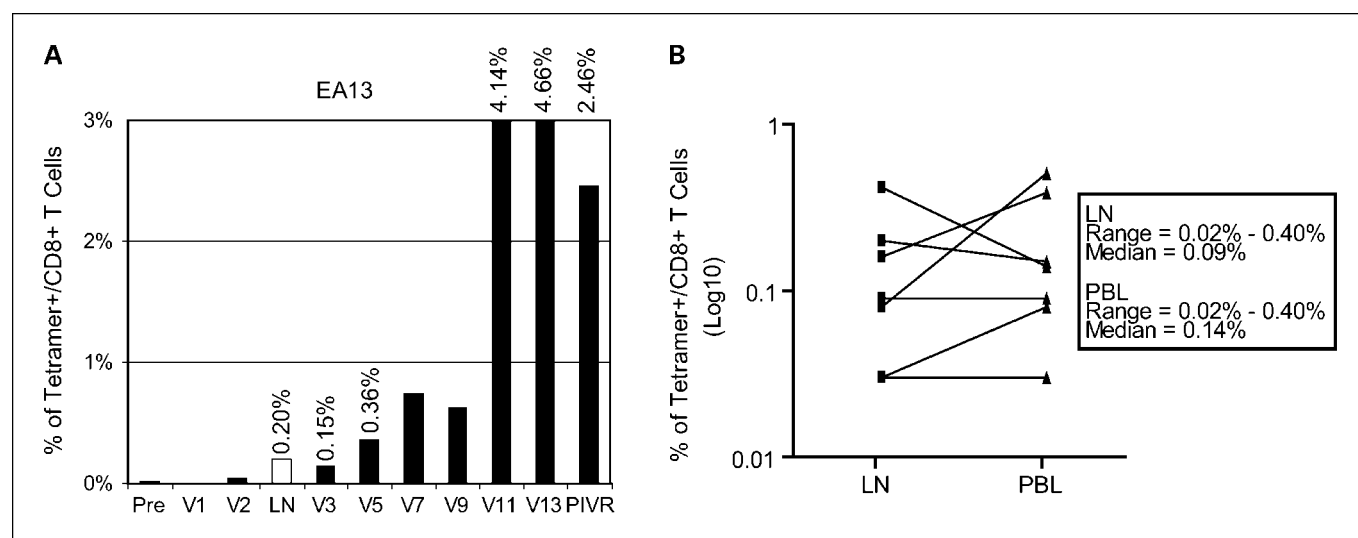 A
EA13
% of Tetramer+/CD8+ T Cells
3%
2%
1%
0%
0.20%
0.15%
0.36%
4.14%
4.66%
2.46%
Pre V1 V2 LN V3 V5 V7 V9 V11 V13 PIVR
B
% of Tetramer+/CD8+ T Cells
(Log10)
1
0.1
0.01
LN PBL
LN
Range = 0.02% - 0.40%
Median = 0.09%
PBL
Range = 0.02% - 0.40%
Median = 0.14%